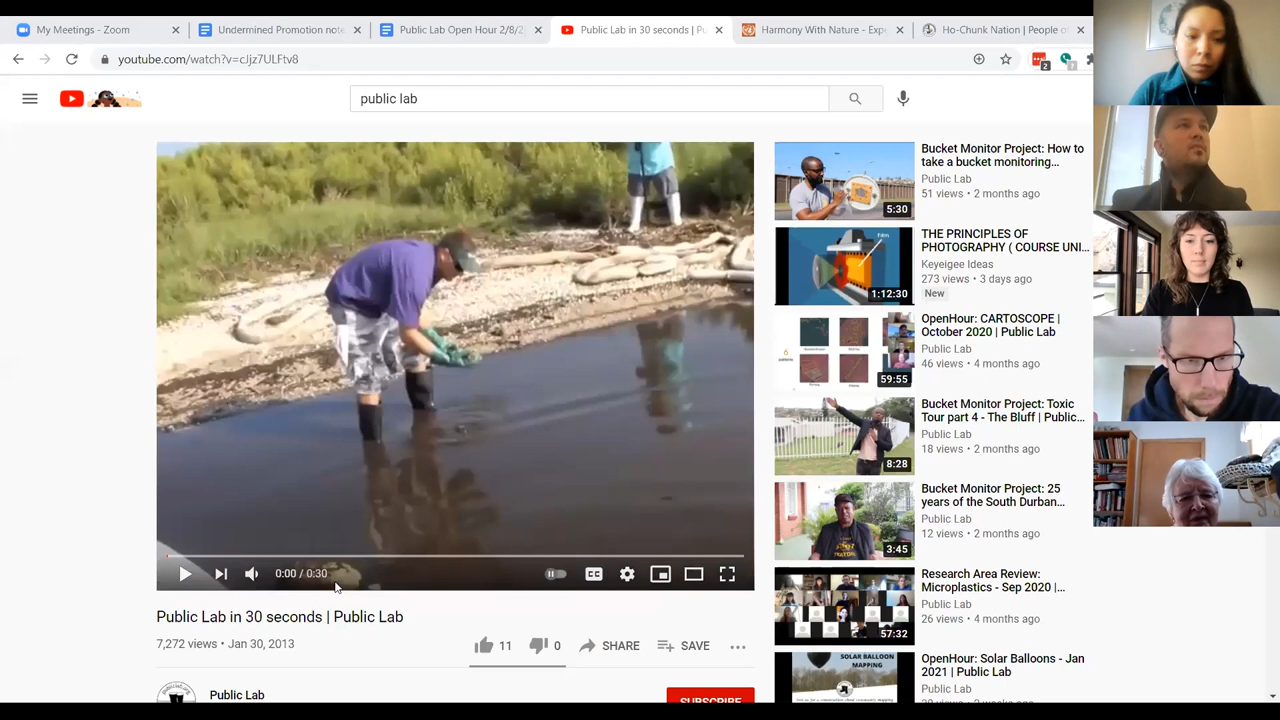 My Meetings - Zoom
Undermined Promotion note
Public Lab Open Hour 2/8/2
Public Lab in 30 seconds | Pu
Harmony With Nature - Exp
Ho-Chunk Nation | People o
youtube.com/watch?v=cJjz7ULFtv8
2
7
public lab
Bucket Monitor Project: How to
take a bucket monitoring...
Public Lab
51 views • 2 months ago
5:30
Film
THE PRINCIPLES OF
PHOTOGRAPHY ( COURSE UNI...
Keyeigee Ideas
273 views • 3 days ago
New
1:12:30
OpenHour: CARTOSCOPE |
October 2020 | Public Lab
Public Lab
46 views • 4 months ago
59:55
Bucket Monitor Project: Toxic
Tour part 4 - The Bluff | Public...
Public Lab
18 views • 2 months ago
8:28
Bucket Monitor Project: 25
years of the South Durban...
Public Lab
12 views • 2 months ago
3:45
Research Area Review:
Microplastics - Sep 2020 |...
Public Lab
26 views • 4 months ago
57:32
OpenHour: Solar Balloons - Jan
2021 | Public Lab
Public Lab
SOLAR BALLOON
MAPPING
0:00 / 0:30
CC
Public Lab in 30 seconds | Public Lab
7,272 views • Jan 30, 2013
11
0
SHARE
SAVE
Public Lab
SUBSCRIBE